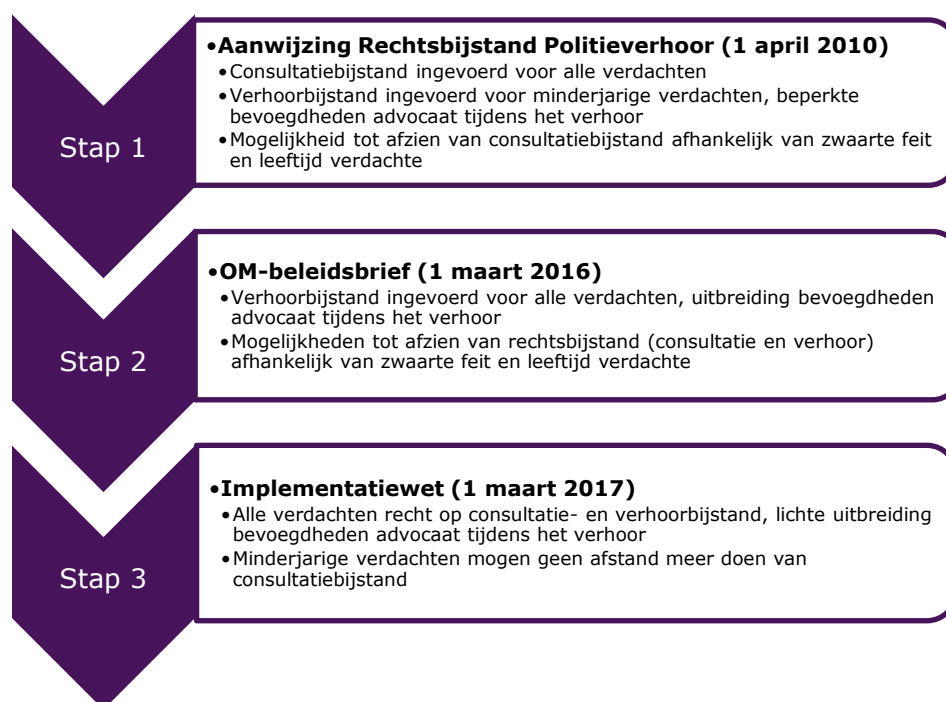 Stap 1
•Aanwijzing Rechtsbijstand Politieverhoor (1 april 2010)
•Consultatiebijstand ingevoerd voor alle verdachten
•Verhoorbijstand ingevoerd voor minderjarige verdachten, beperkte
bevoegdheden advocaat tijdens het verhoor
•Mogelijkheid tot afzien van consultatiebijstand afhankelijk van zwaarte feit
en leeftijd verdachte
Stap 2
•OM-beleidsbrief (1 maart 2016)
•Verhoorbijstand ingevoerd voor alle verdachten, uitbreiding bevoegdheden
advocaat tijdens het verhoor
•Mogelijkheden tot afzien van rechtsbijstand (consultatie en verhoor)
afhankelijk van zwaarte feit en leeftijd verdachte
Stap 3
•Implementatiewet (1 maart 2017)
•Alle verdachten recht op consultatie- en verhoorbijstand, lichte uitbreiding
bevoegdheden advocaat tijdens het verhoor
•Minderjarige verdachten mogen geen afstand meer doen van
consultatiebijstand